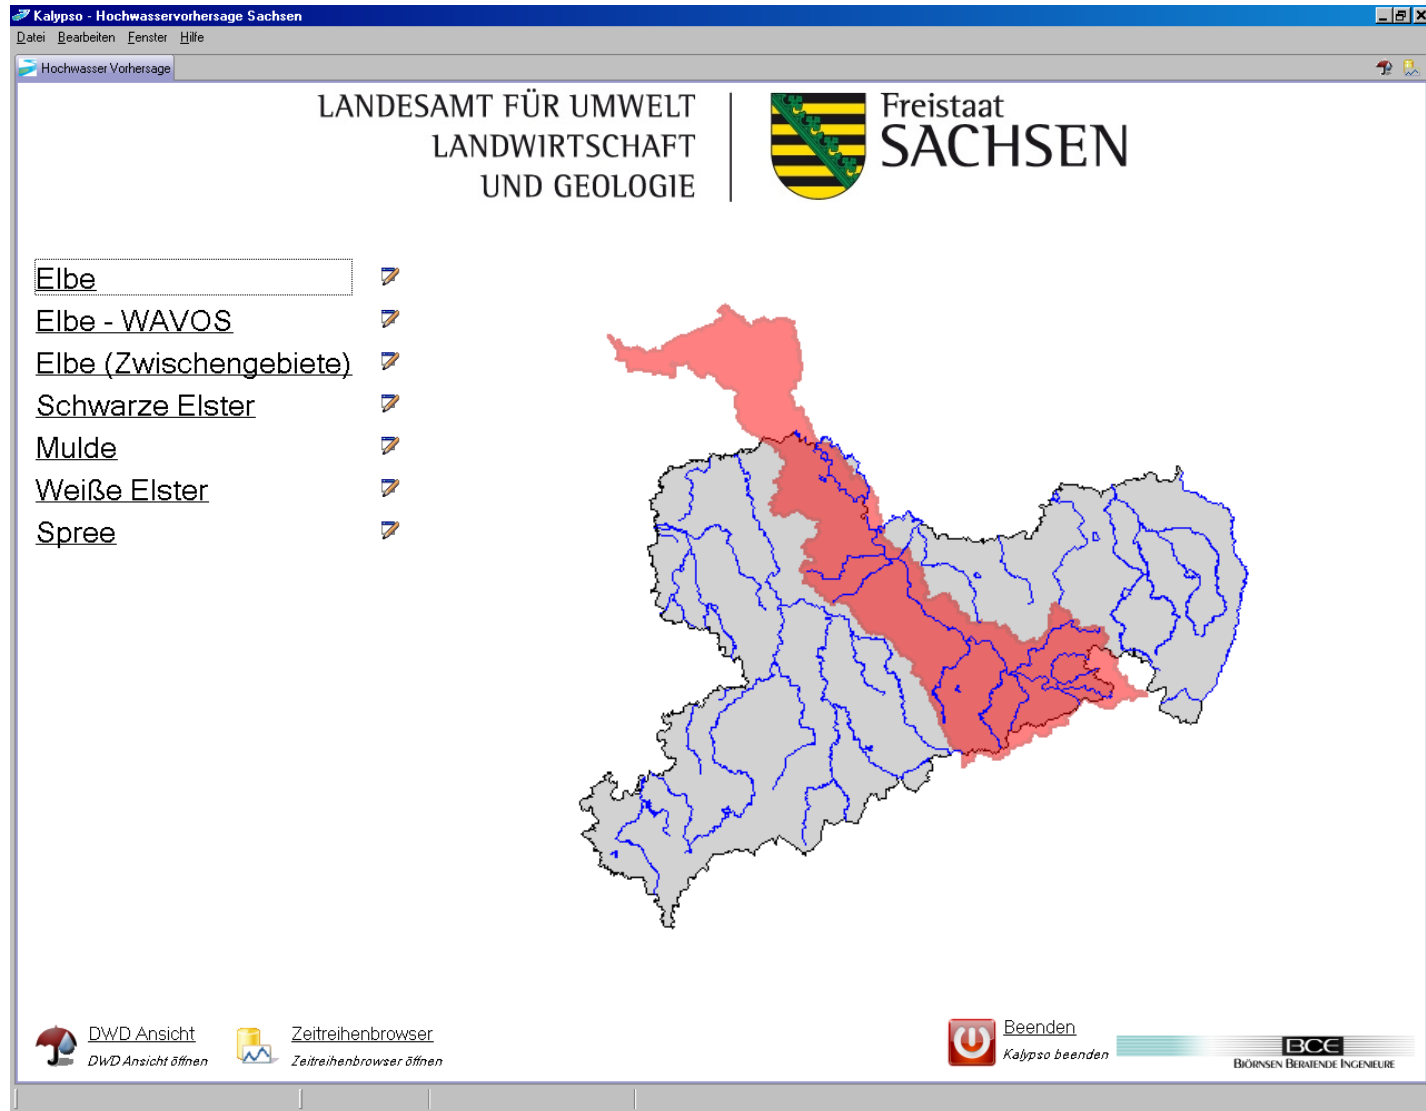 Kalypso - Hochwasservorhersage Sachsen
Datei Bearbeiten Fenster Hilfe
Hochwasser Vorhersage
LANDESAMT FÜR UMWELT
LANDWIRTSCHAFT
UND GEOLOGIE
Freistaat
SACHSEN
Elbe
Elbe - WAVOS
Elbe (Zwischengebiete)
Schwarze Elster
Mulde
Weiße Elster
Spree
DWD Ansicht
DWD Ansicht öffnen
Zeitreihenbrowser
Zeitreihenbrowser öffnen
Beenden
Kalypso beenden
BCE
BJÖRNSEN BERATENDE INGENIEURE